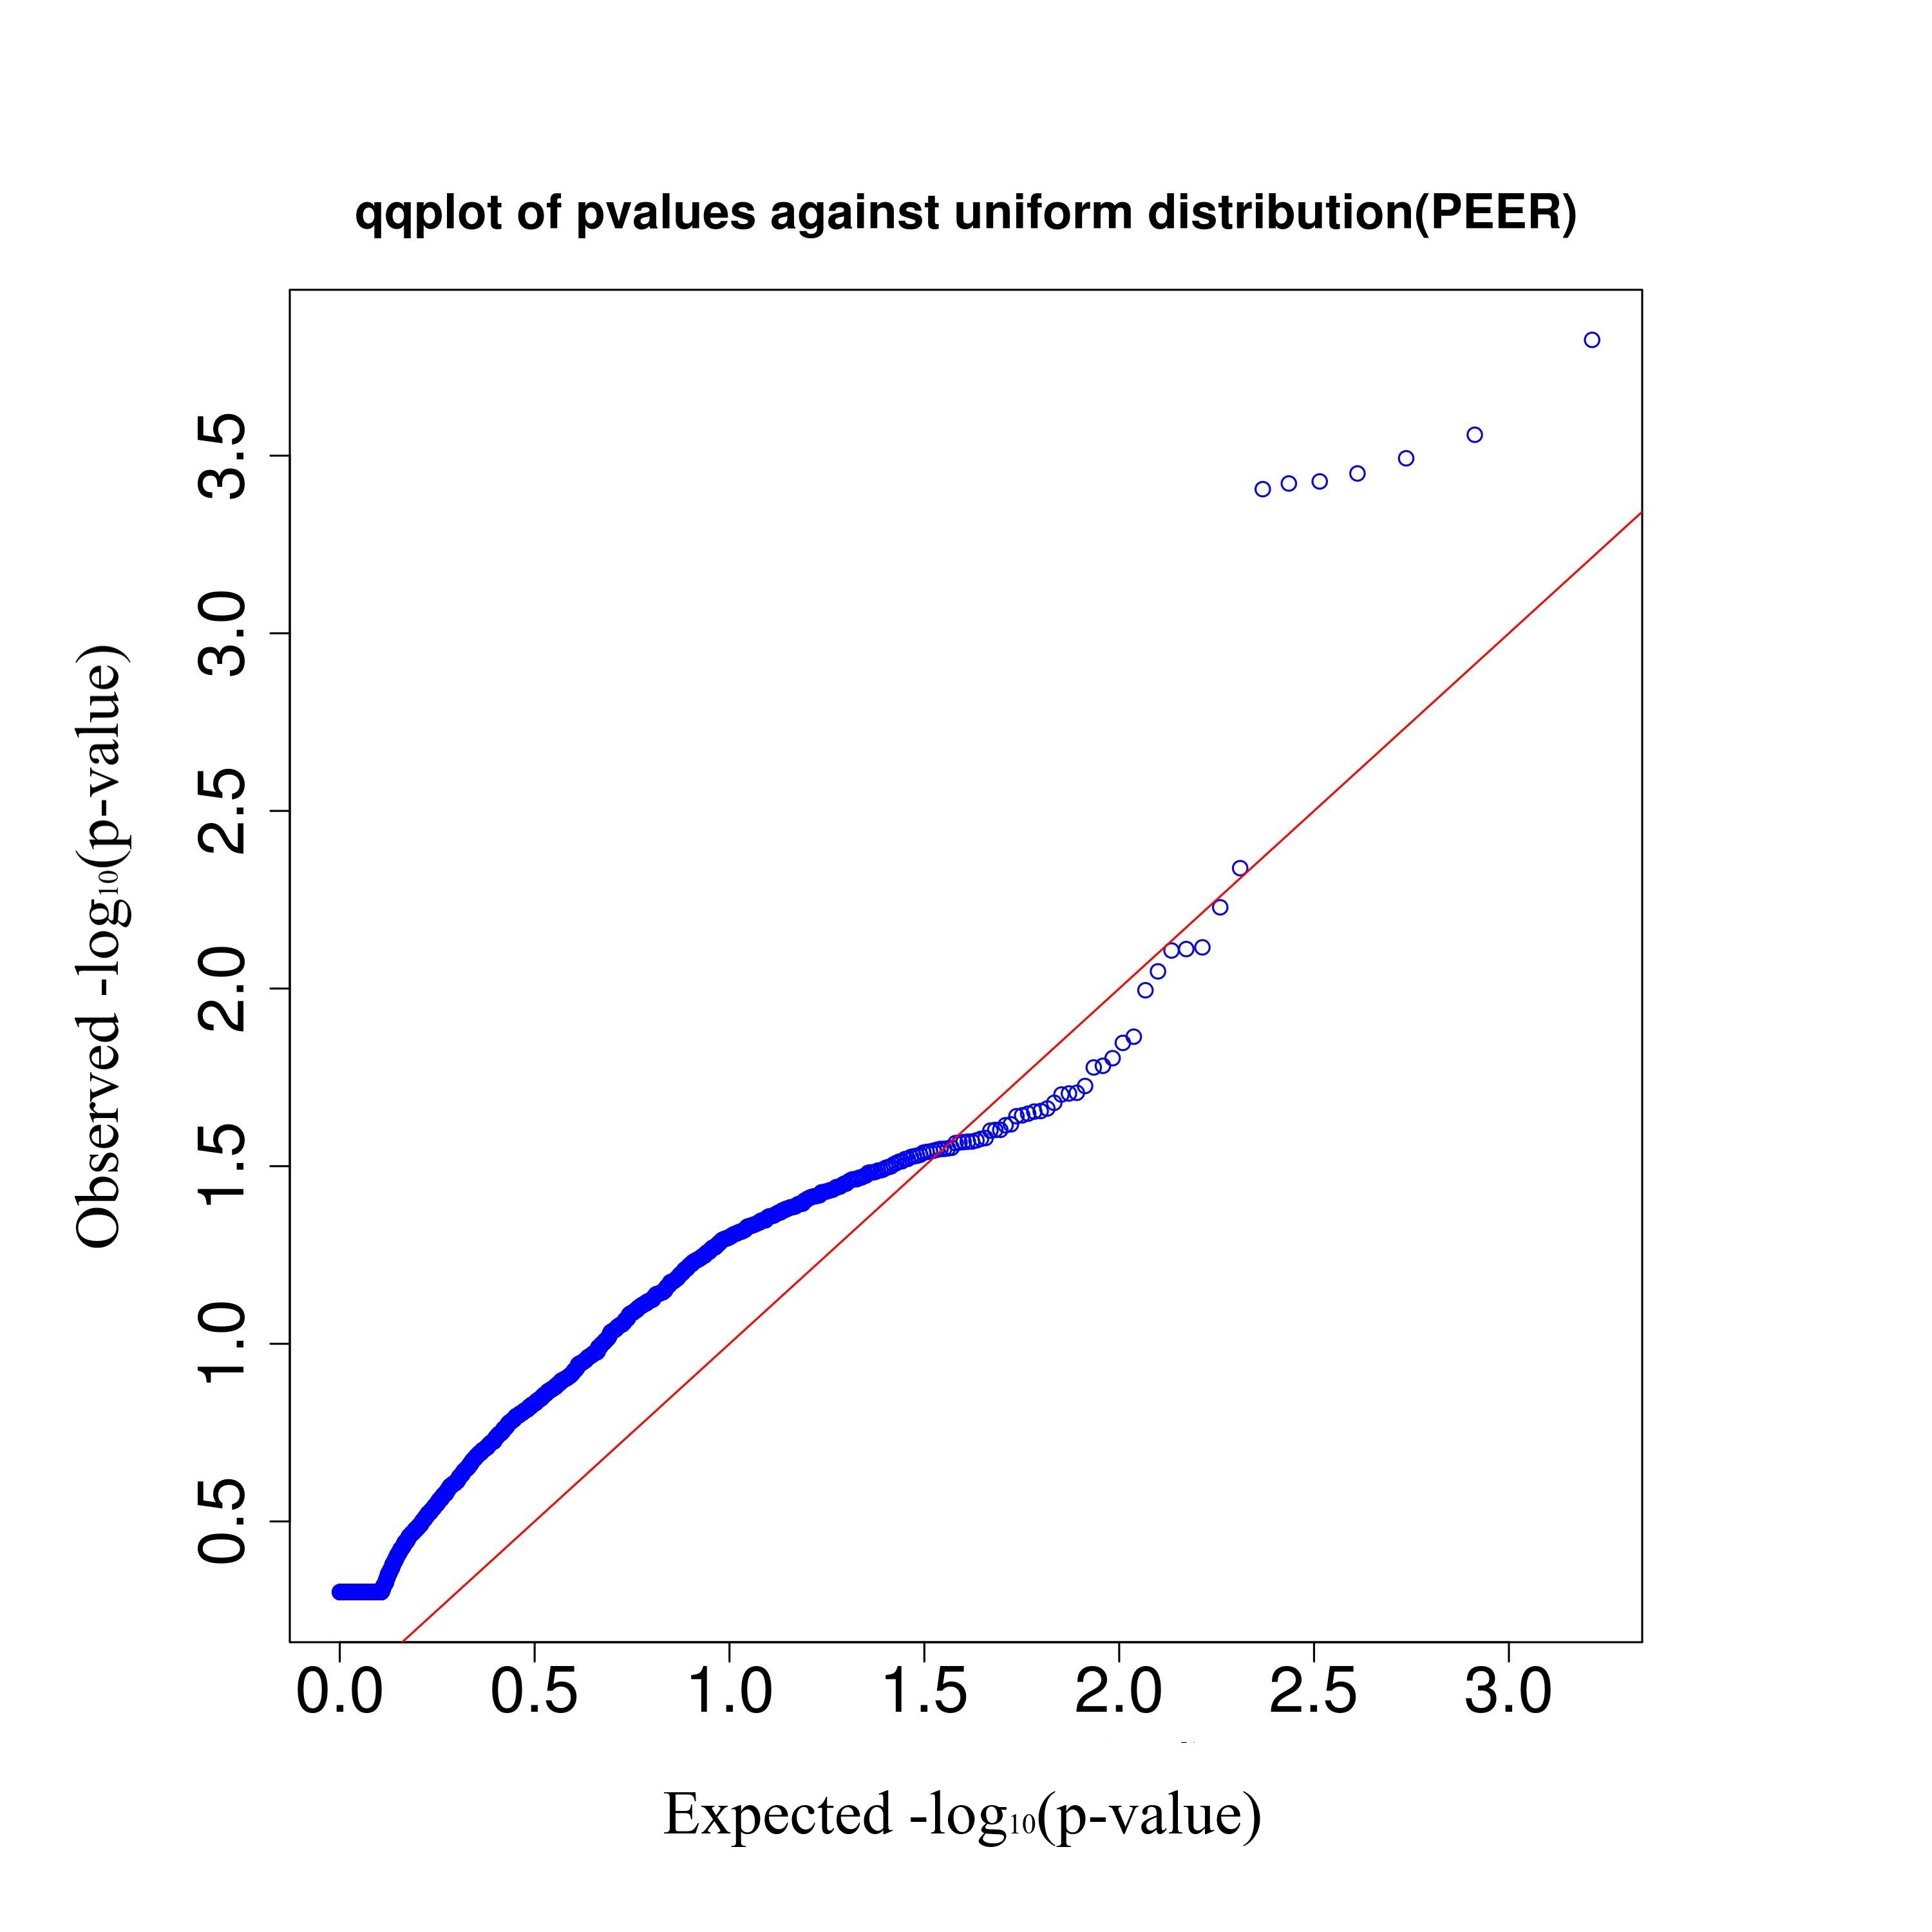 qqplot of pvalues against uniform distribution(PEER)
Observed -log₁₀(p-value)
3.5
3.0
2.5
2.0
1.5
1.0
0.5
0.0 0.5 1.0 1.5 2.0 2.5 3.0
Expected -log₁₀(p-value)